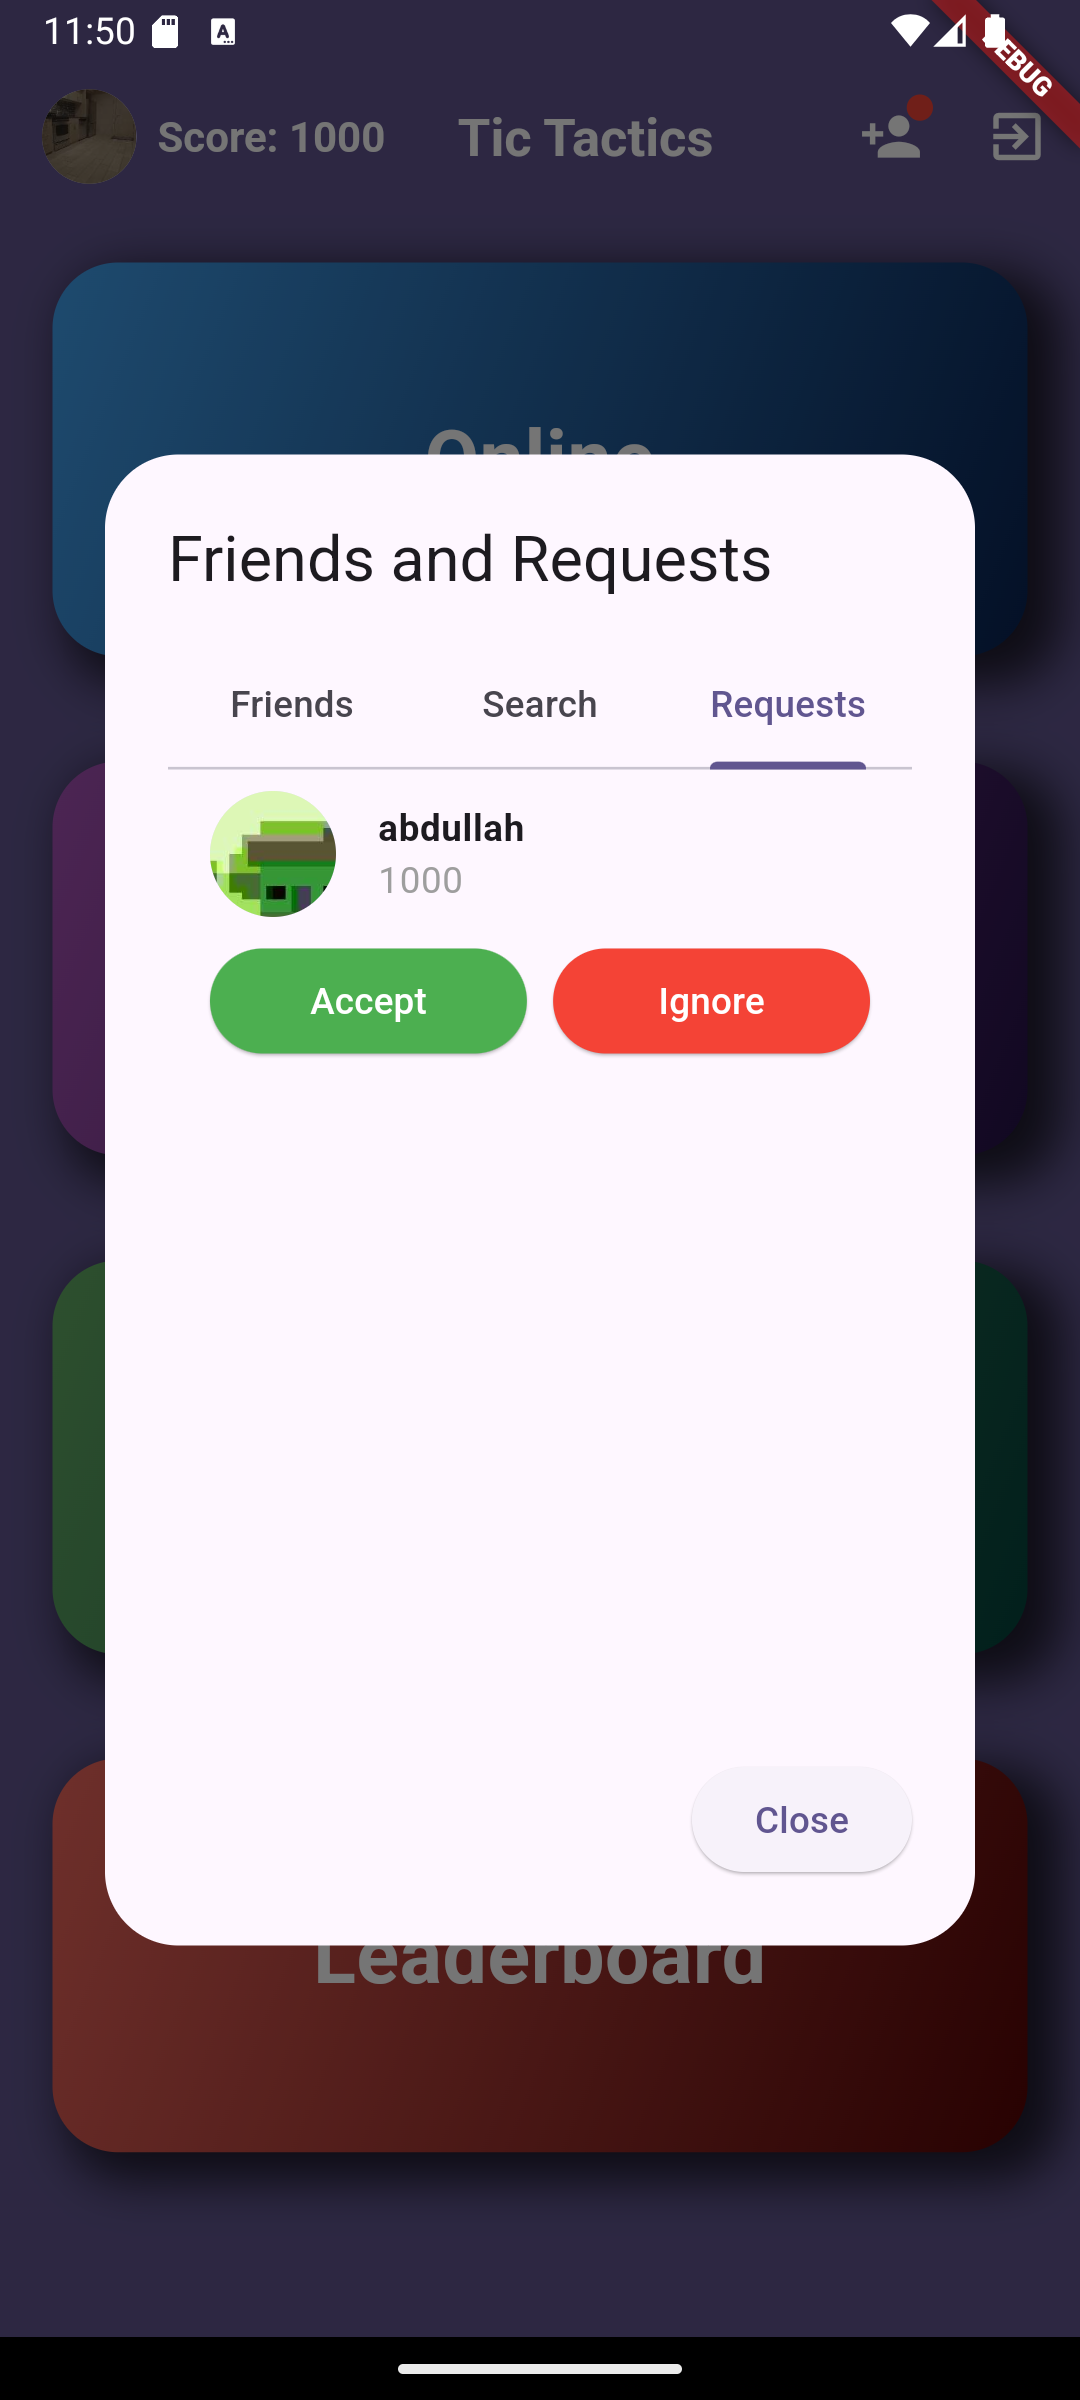 11:50
DEBUG
Score: 1000
Tic Tactics
Online
Friends and Requests
Friends
Search
Requests
abdullah
1000
Accept
Ignore
Close
Leaderboard